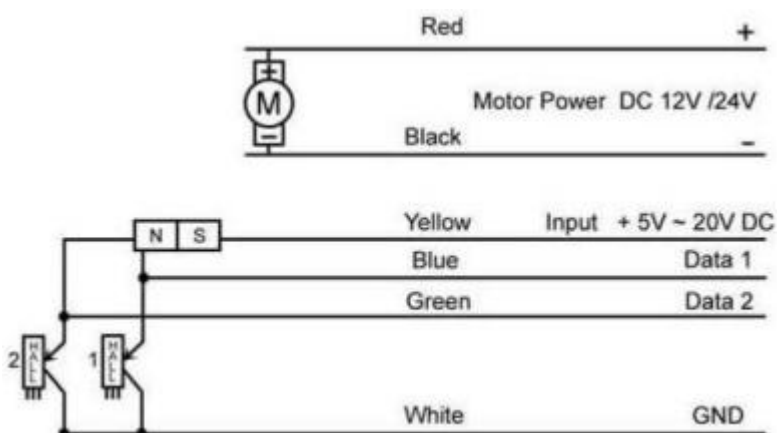 Red +
M
Motor Power DC 12V /24V
Black -
N S Yellow Input + 5V ~ 20V DC
Blue Data 1
Green Data 2
2 HALL 1 HALL
White GND